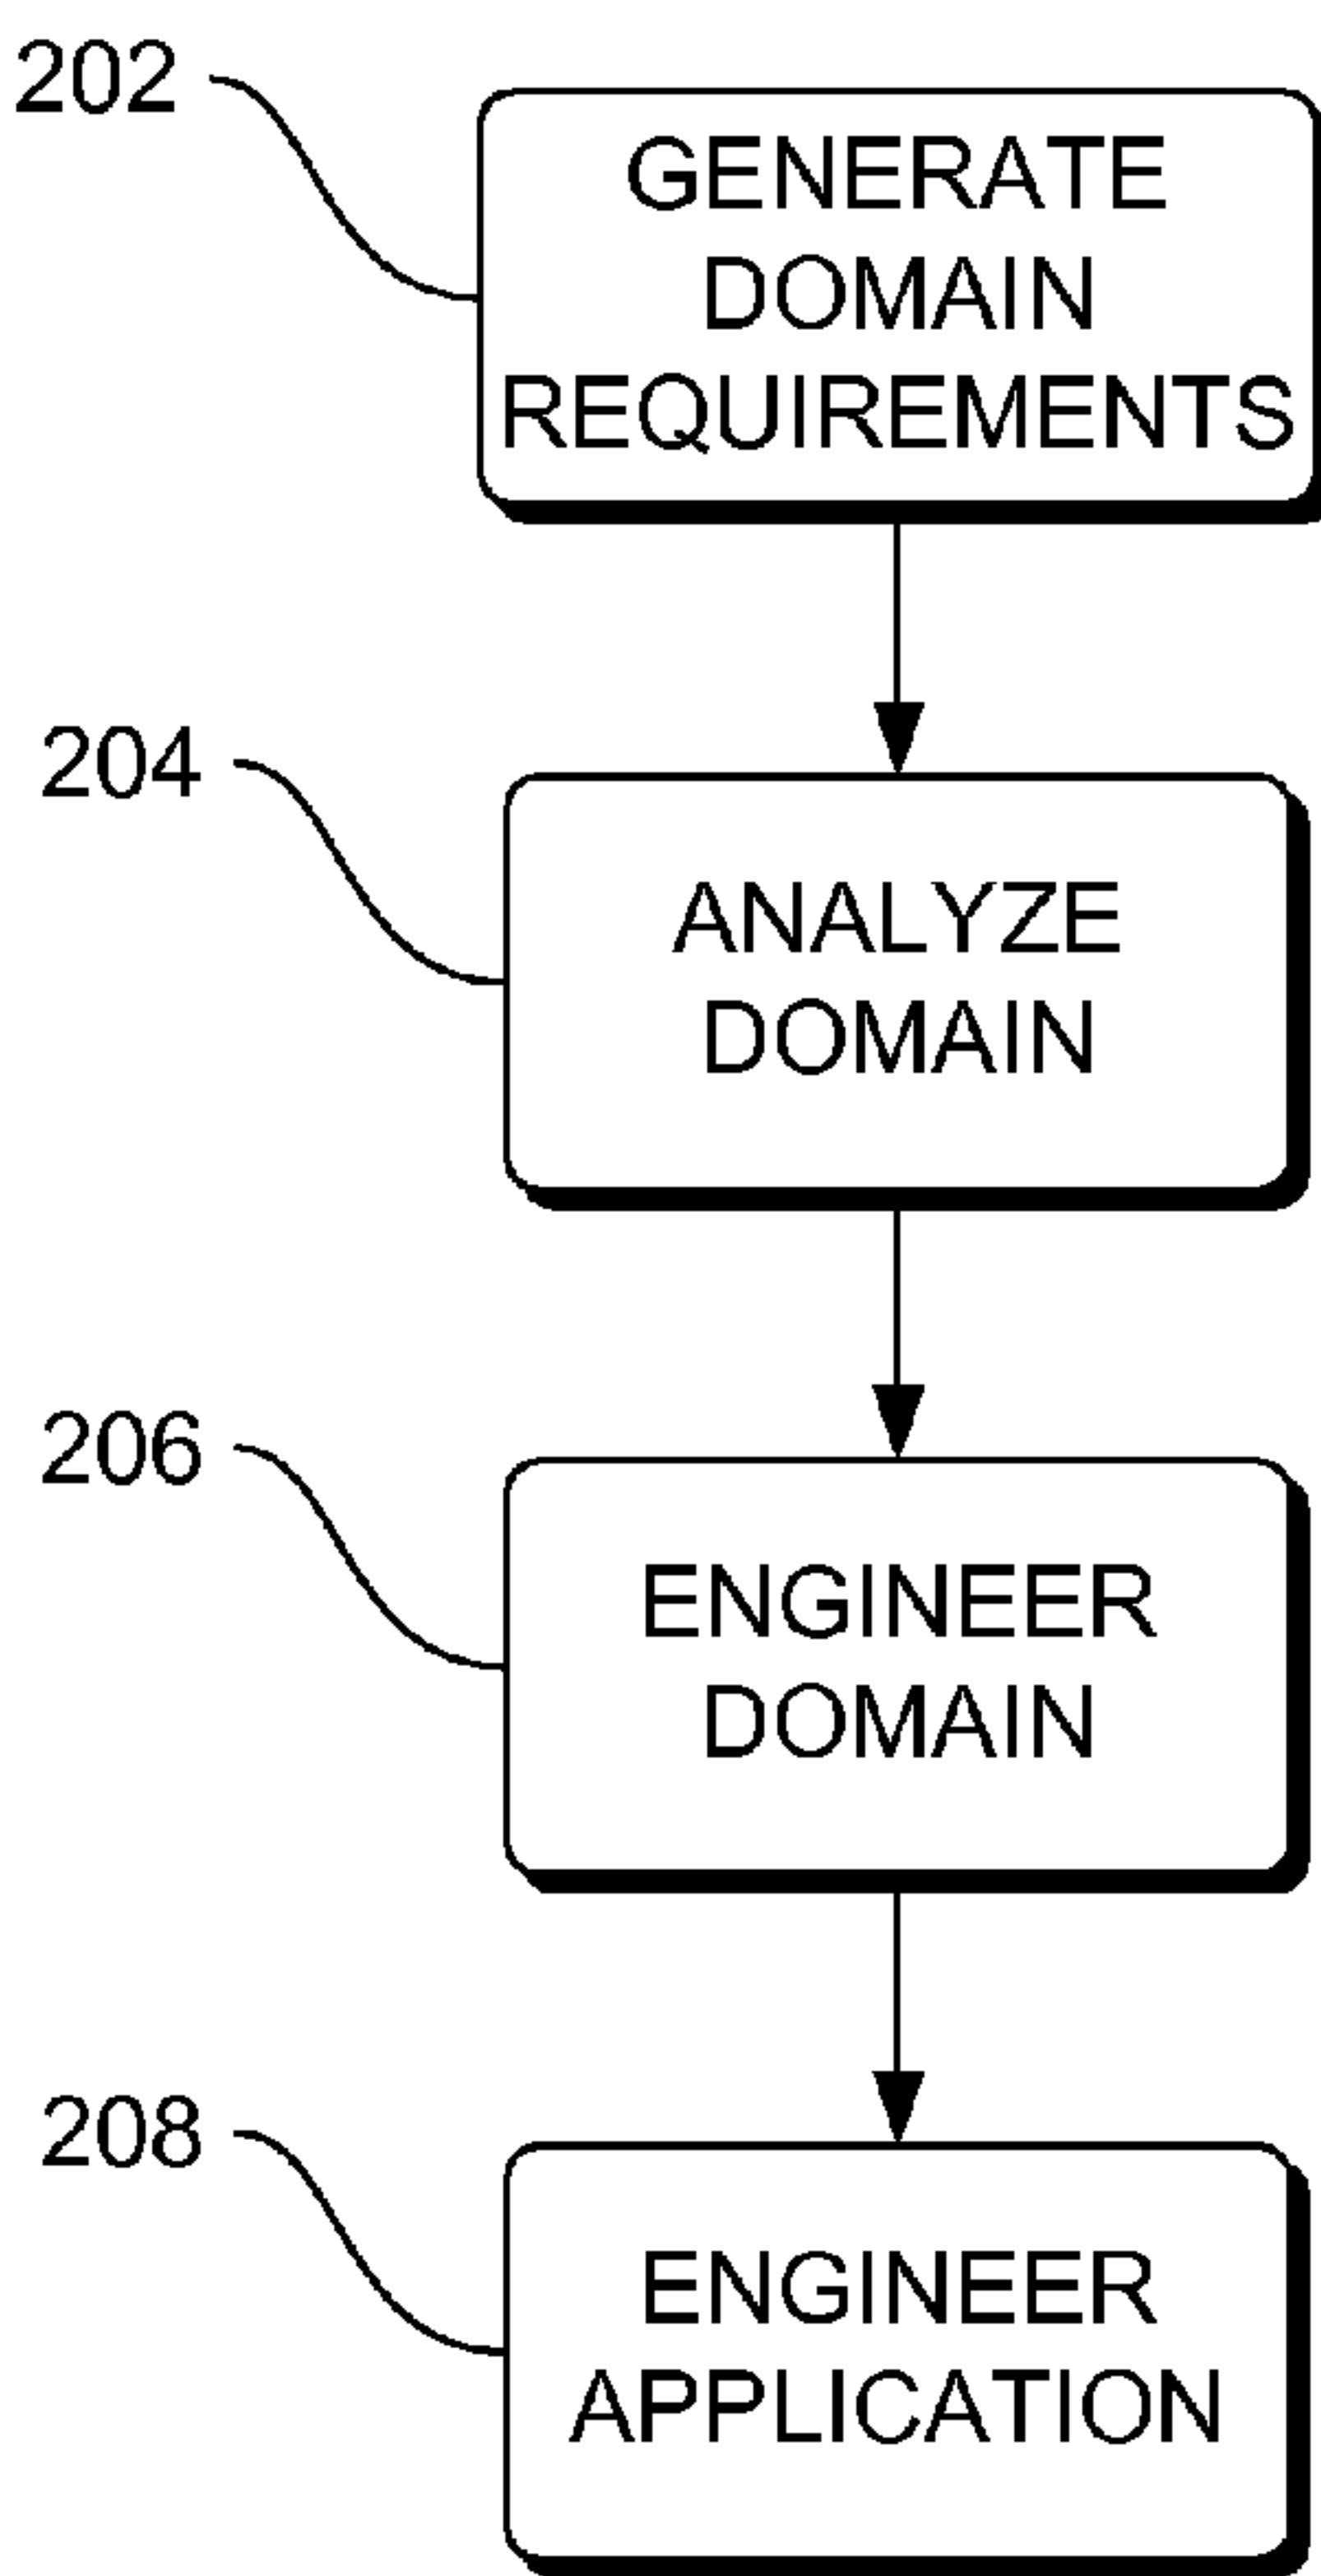 202
GENERATE
DOMAIN
REQUIREMENTS
204
ANALYZE
DOMAIN
206
ENGINEER
DOMAIN
208
ENGINEER
APPLICATION